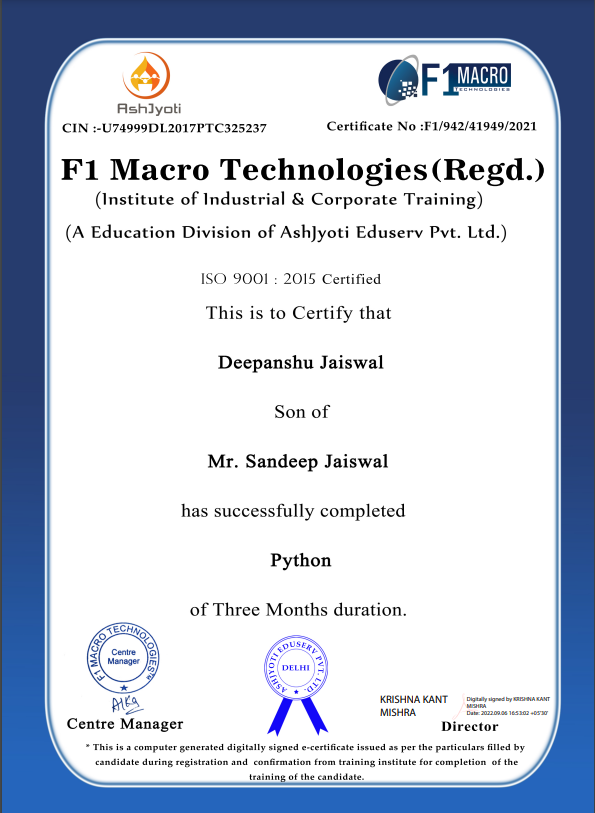 AshJyoti
F1 MACRO
TECHNOLOGIES
CIN :-U74999DL2017PTC325237
Certificate No :F1/942/41949/2021
F1 Macro Technologies(Regd.)
(Institute of Industrial & Corporate Training)
(A Education Division of AshJyoti Eduserv Pvt. Ltd.)
ISO 9001 : 2015 Certified
This is to Certify that
Deepanshu Jaiswal
Son of
Mr. Sandeep Jaiswal
has successfully completed
Python
of Three Months duration.
F1 MACRO TECHNOLOGIES
Centre
Manager
ASHJYOTI EDUSERV PVT. LTD.
DELHI
KRISHNA KANT
MISHRA
Digitally signed by KRISHNA KANT
MISHRA
Date: 2022.09.06 16:53:02 +05'30'
Centre Manager
Director
* This is a computer generated digitally signed e-certificate issued as per the particulars filled by
candidate during registration and confirmation from training institute for completion of the
training of the candidate.